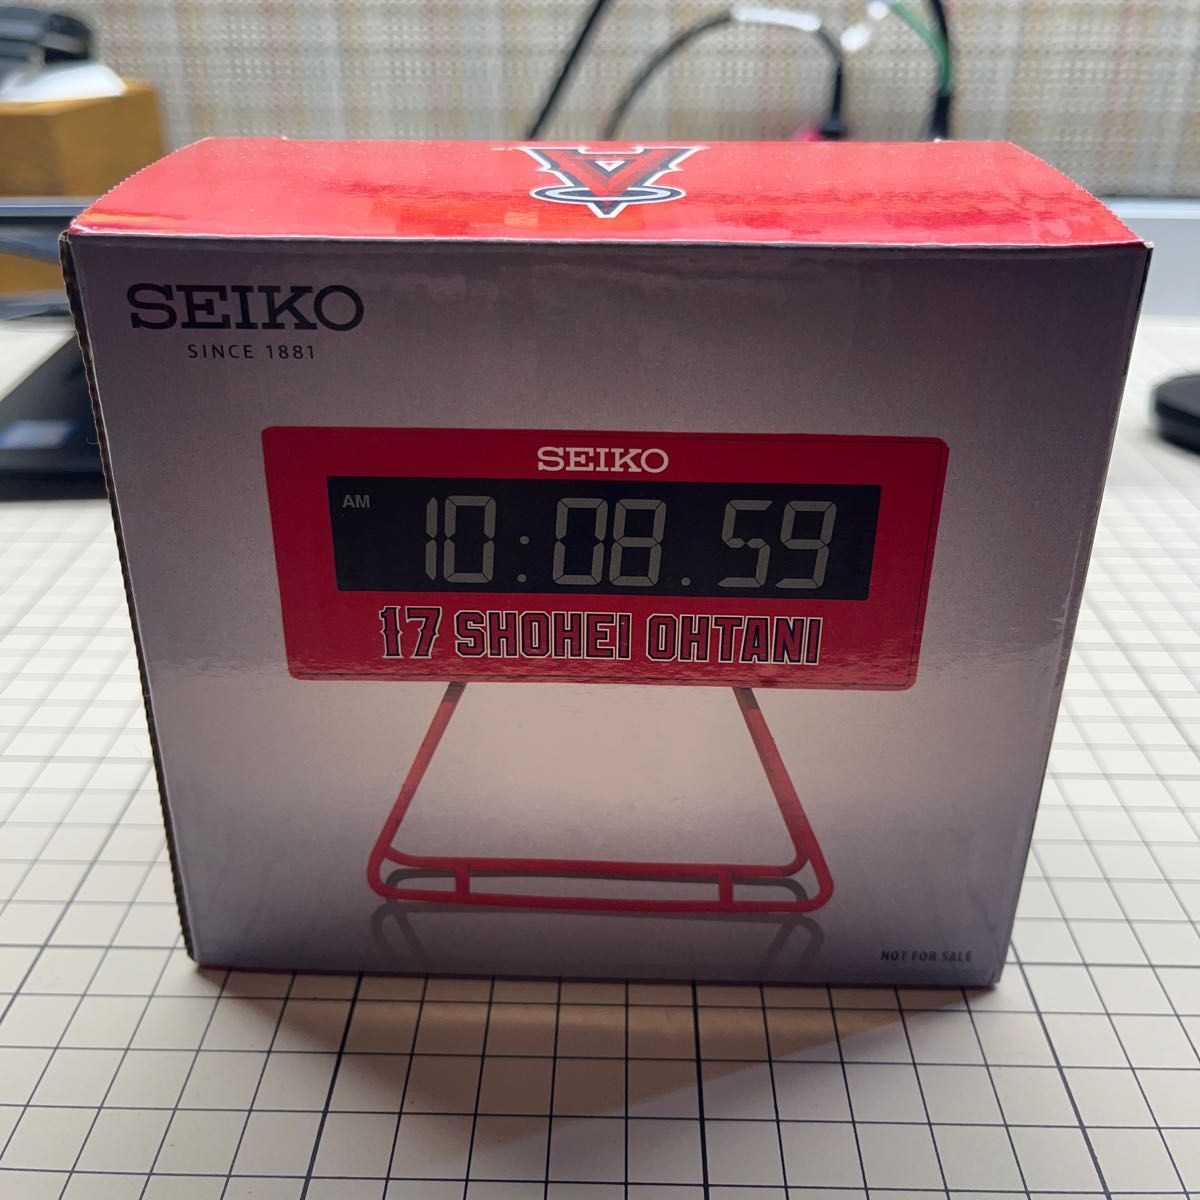 SEIKO
SINCE 1881
SEIKO
AM
10:08.59
17 SHOHEI OHTANI
NOT FOR SALE